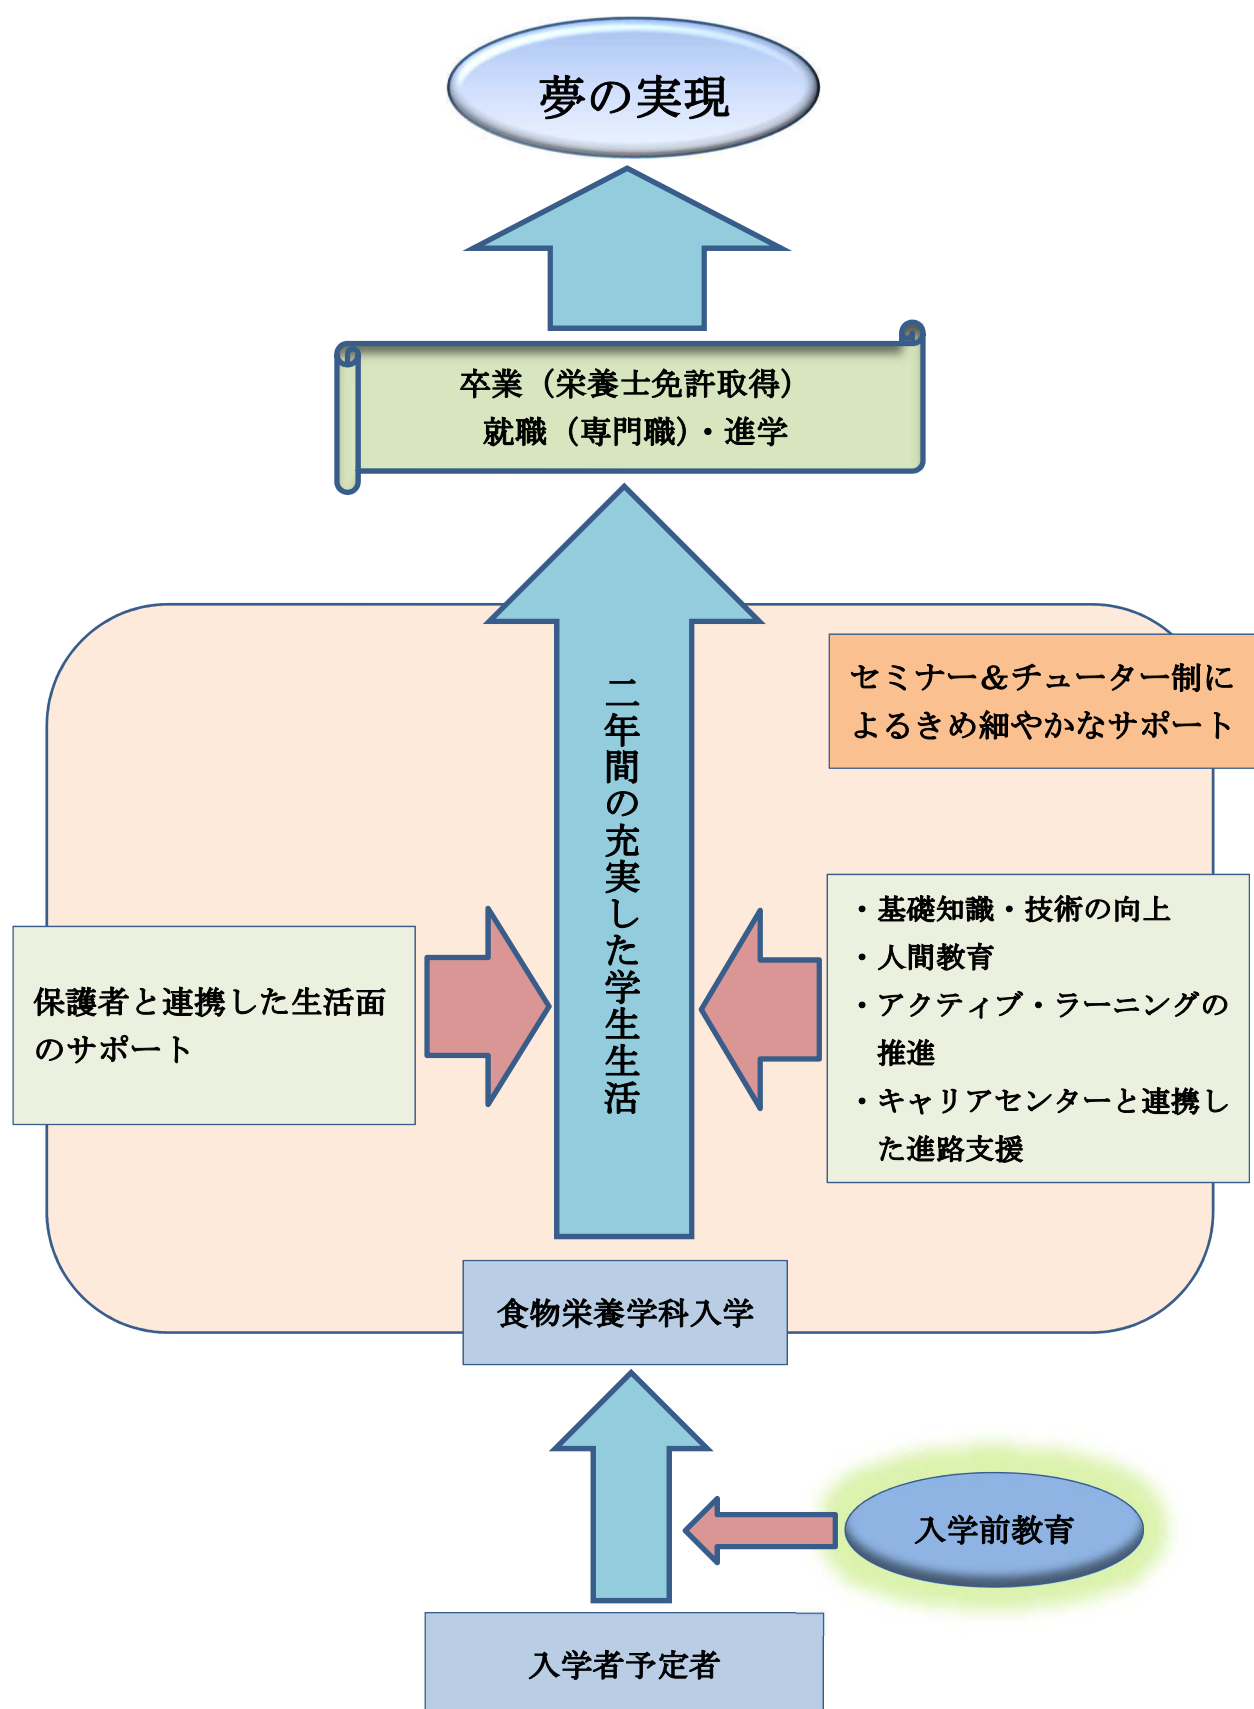 夢の実現
卒業（栄養士免許取得）
就職（専門職）・進学
二年間の充実した学生生活
セミナー＆チューター制に
よるきめ細やかなサポート
保護者と連携した生活面
のサポート
・基礎知識・技術の向上
・人間教育
・アクティブ・ラーニングの
推進
・キャリアセンターと連携し
た進路支援
食物栄養学科入学
入学前教育
入学者予定者